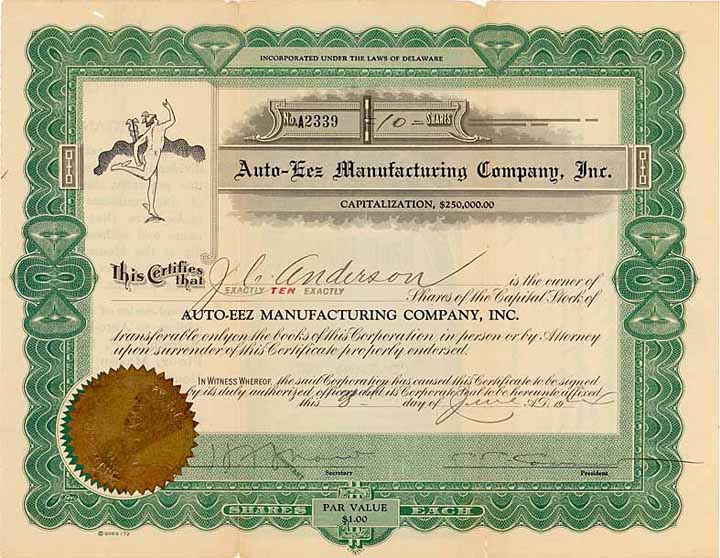 INCORPORATED UNDER THE LAWS OF DELAWARE
No. A2339 -10- SHARES
Auto-Eez Manufacturing Company, Inc.
CAPITALIZATION, $250,000.00
This Certifies that J. C. Anderson is the owner of
EXACTLY TEN EXACTLY Shares of the Capital Stock of
AUTO-EEZ MANUFACTURING COMPANY, INC.
transferable only on the books of this Corporation in person or by Attorney
upon surrender of this Certificate properly endorsed.
IN WITNESS WHEREOF, the said Corporation has caused this Certificate to be signed
by its duly authorized officers and its Corporate Seal to be hereunto affixed
this day of June A.D. 19
Secretary President
SHARES EACH
PAR VALUE
$1.00
© GOES 172